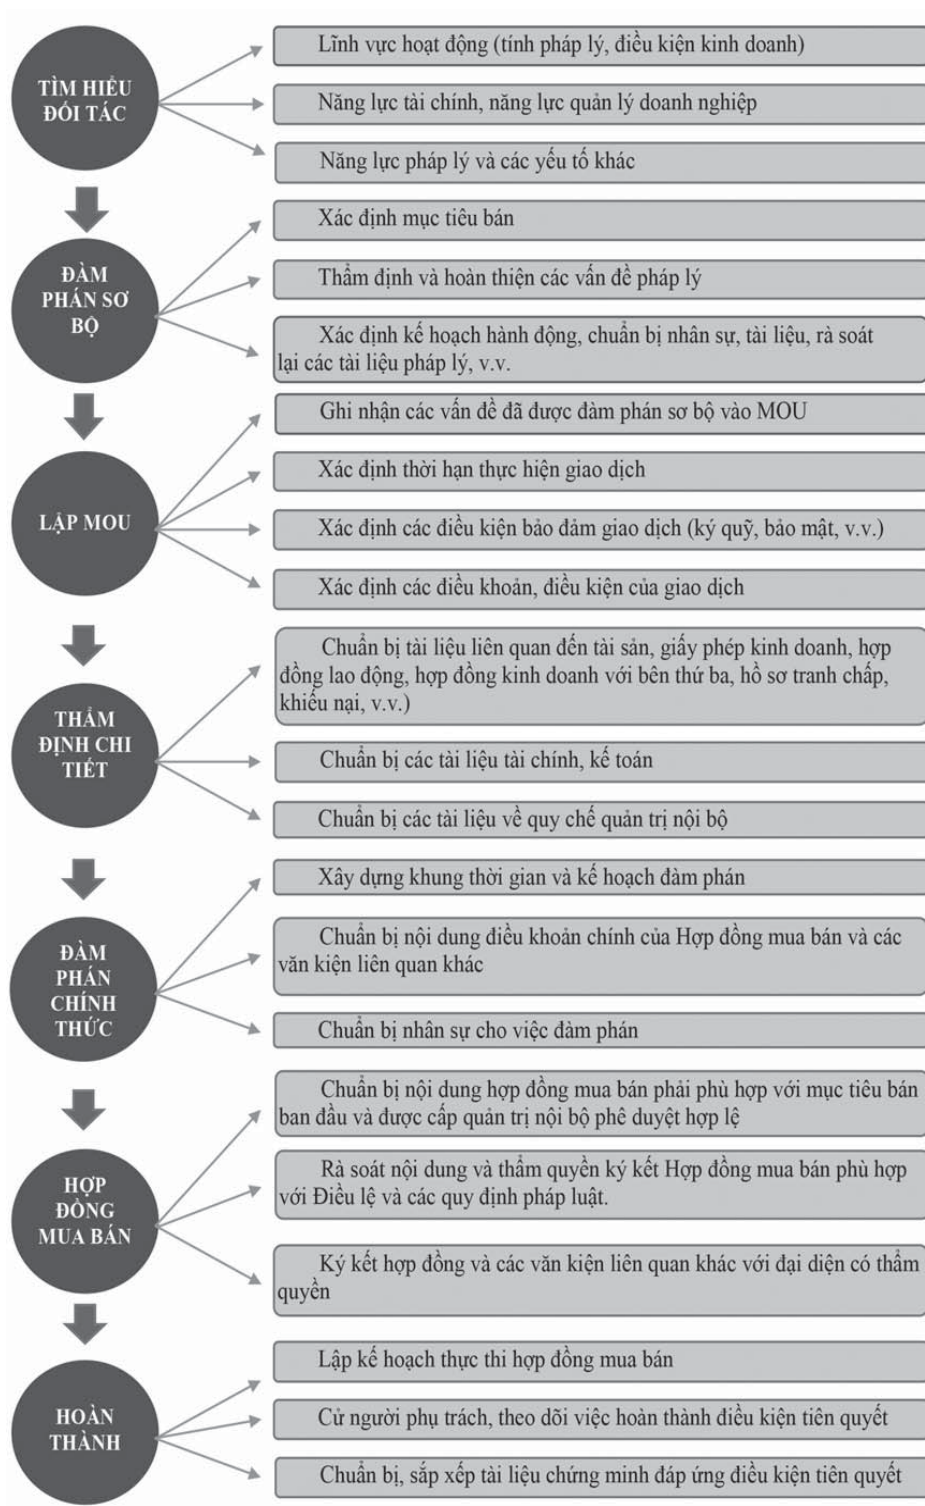 TÌM HIỂU
ĐỐI TÁC
Lĩnh vực hoạt động (tính pháp lý, điều kiện kinh doanh)
Năng lực tài chính, năng lực quản lý doanh nghiệp
Năng lực pháp lý và các yếu tố khác
ĐÀM
PHÁN SƠ
BỘ
Xác định mục tiêu bán
Thẩm định và hoàn thiện các vấn đề pháp lý
Xác định kế hoạch hành động, chuẩn bị nhân sự, tài liệu, rà soát
lại các tài liệu pháp lý, v.v.
LẬP MOU
Ghi nhận các vấn đề đã được đàm phán sơ bộ vào MOU
Xác định thời hạn thực hiện giao dịch
Xác định các điều kiện bảo đảm giao dịch (ký quỹ, bảo mật, v.v.)
Xác định các điều khoản, điều kiện của giao dịch
THẨM
ĐỊNH CHI
TIẾT
Chuẩn bị tài liệu liên quan đến tài sản, giấy phép kinh doanh, hợp
đồng lao động, hợp đồng kinh doanh với bên thứ ba, hồ sơ tranh chấp,
khiếu nại, v.v.)
Chuẩn bị các tài liệu tài chính, kế toán
Chuẩn bị các tài liệu về quy chế quản trị nội bộ
ĐÀM
PHÁN
CHÍNH
THỨC
Xây dựng khung thời gian và kế hoạch đàm phán
Chuẩn bị nội dung điều khoản chính của Hợp đồng mua bán và các
văn kiện liên quan khác
Chuẩn bị nhân sự cho việc đàm phán
HỢP
ĐỒNG
MUA BÁN
Chuẩn bị nội dung hợp đồng mua bán phải phù hợp với mục tiêu bán
ban đầu và được cấp quản trị nội bộ phê duyệt hợp lệ
Rà soát nội dung và thẩm quyền ký kết Hợp đồng mua bán phù hợp
với Điều lệ và các quy định pháp luật.
Ký kết hợp đồng và các văn kiện liên quan khác với đại diện có thẩm
quyền
HOÀN
THÀNH
Lập kế hoạch thực thi hợp đồng mua bán
Cử người phụ trách, theo dõi việc hoàn thành điều kiện tiên quyết
Chuẩn bị, sắp xếp tài liệu chứng minh đáp ứng điều kiện tiên quyết